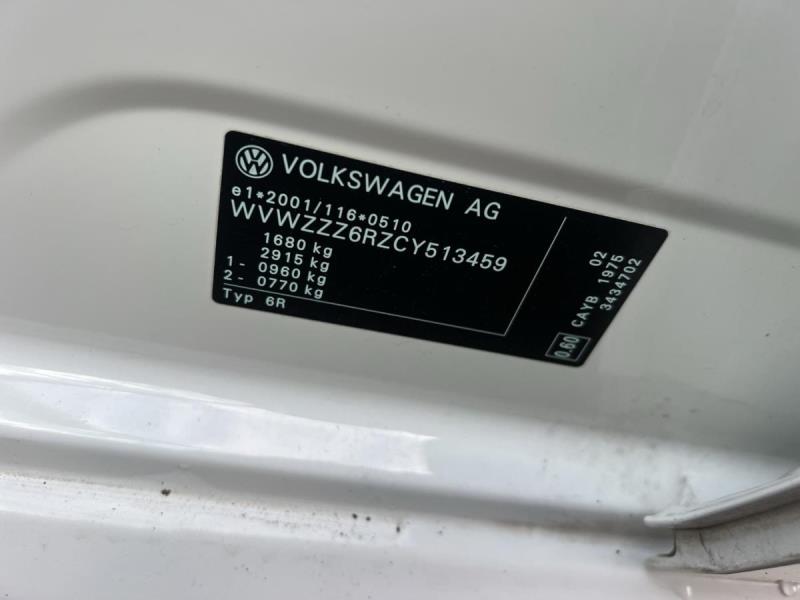 VOLKSWAGEN AG
e1*2001/116*0510
WVWZZZ6RZCY513459
1680 kg
2915 kg
1 - 0960 kg
2 - 0770 kg
Typ 6R
02
CAYB 1975
0.60 3434702